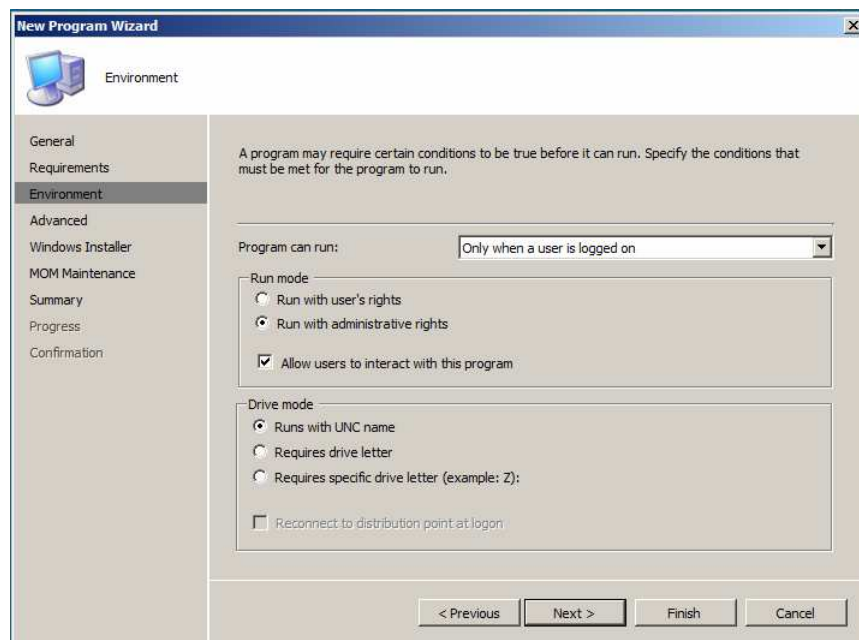 New Program Wizard
Environment
General
Requirements
Environment
Advanced
Windows Installer
MOM Maintenance
Summary
Progress
Confirmation
A program may require certain conditions to be true before it can run. Specify the conditions that
must be met for the program to run.
Program can run:
Only when a user is logged on
Run mode
Run with user's rights
Run with administrative rights
Allow users to interact with this program
Drive mode
Runs with UNC name
Requires drive letter
Requires specific drive letter (example: Z):
Reconnect to distribution point at logon
< Previous
Next >
Finish
Cancel